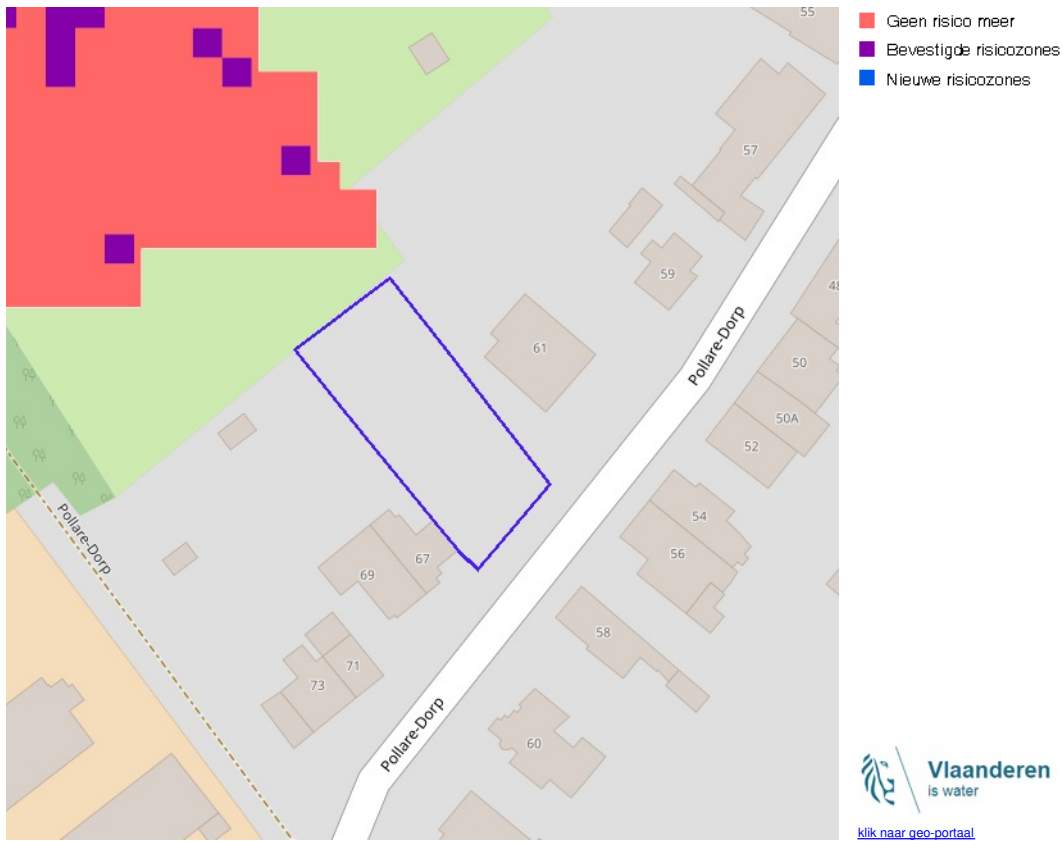 55
Geen risico meer
Bevestigde risicozones
Nieuwe risicozones
57
59
48
Pollare-Dorp
61
50
50A
52
54
56
Pollare-Dorp
67
69
58
71
73
Pollare-Dorp
60
Vlaanderen
is water
klik naar geo-portaal